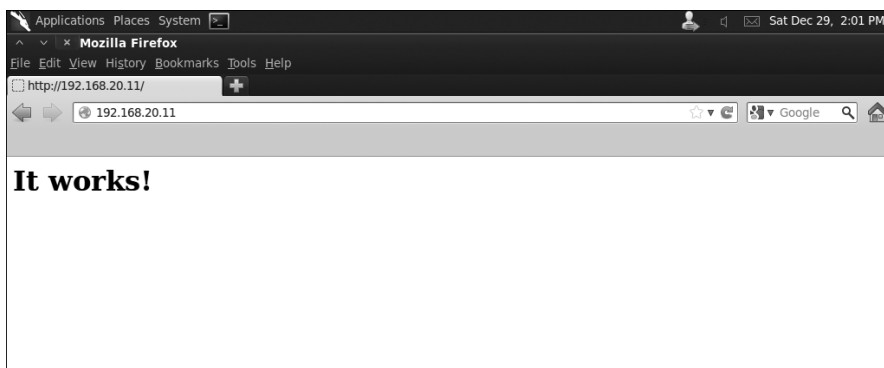 Applications Places System Sat Dec 29, 2:01 PM
Mozilla Firefox
File Edit View History Bookmarks Tools Help
http://192.168.20.11/
192.168.20.11 Google
It works!